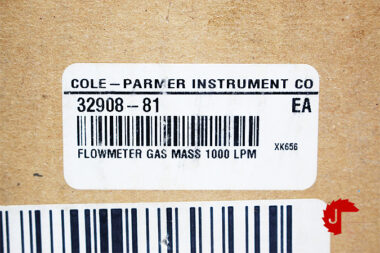 COLE-PARMER INSTRUMENT CO
32908-81 EA
FLOWMETER GAS MASS 1000 LPM XK656
J